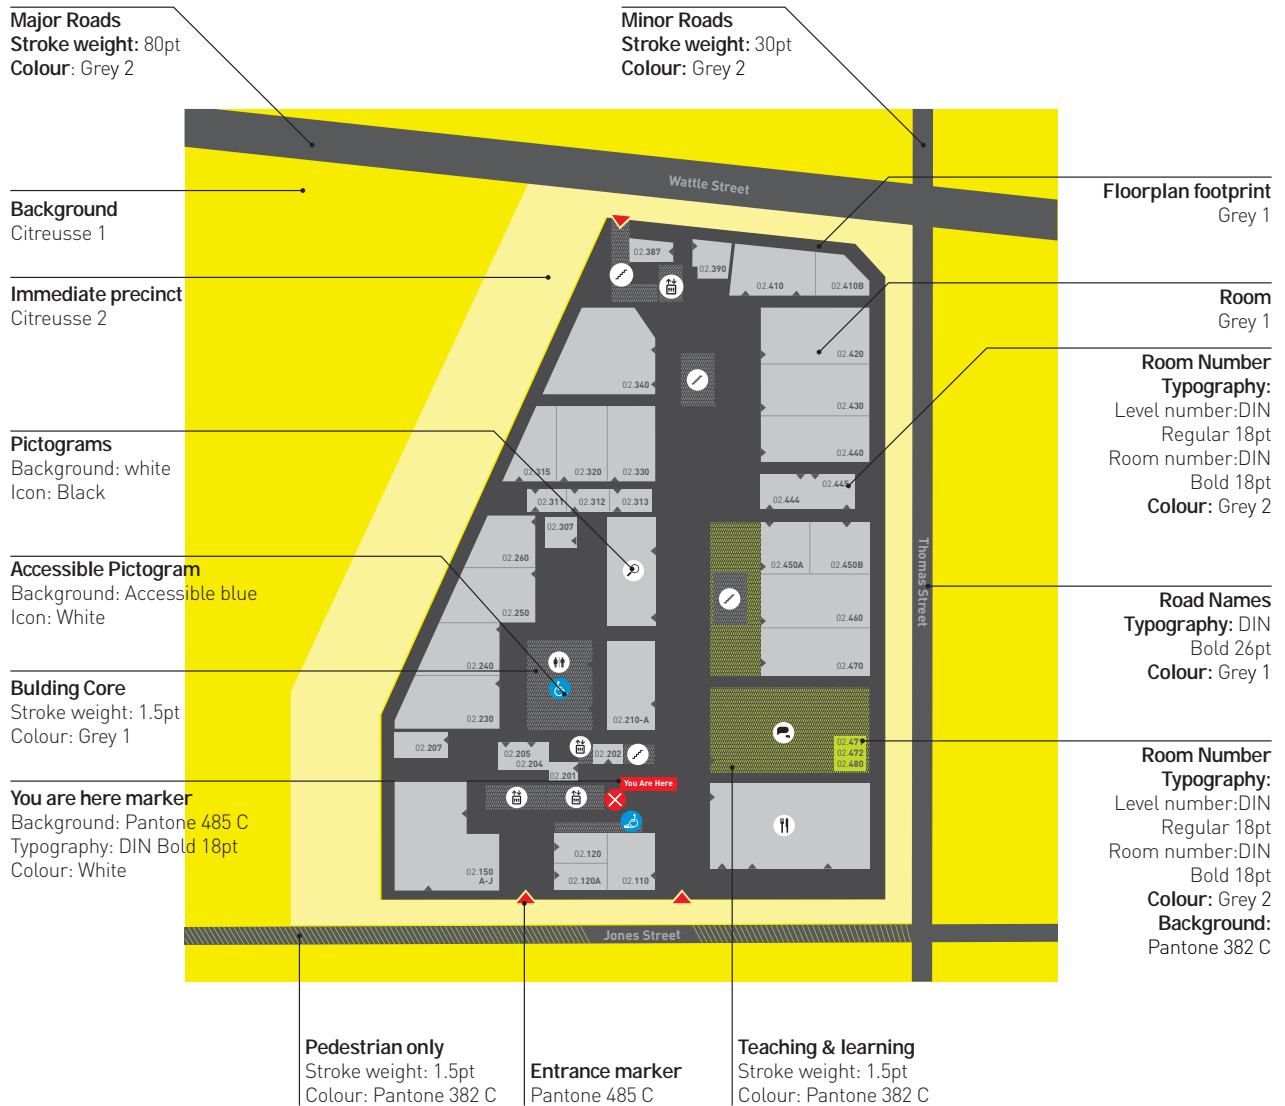 Major Roads
Stroke weight: 80pt
Colour: Grey 2
Minor Roads
Stroke weight: 30pt
Colour: Grey 2
Background
Citreusse 1
Immediate precinct
Citreusse 2
Pictograms
Background: white
Icon: Black
Accessible Pictogram
Background: Accessible blue
Icon: White
Bulding Core
Stroke weight: 1.5pt
Colour: Grey 1
You are here marker
Background: Pantone 485 C
Typography: DIN Bold 18pt
Colour: White
Wattle Street
02.387
02.390
02.410
02.410B
02.420
02.340
02.430
02.440
02.315
02.320
02.330
02.445
02.444
02.311
02.312
02.313
02.307
02.260
02.450A
02.450B
02.250
02.460
02.240
02.470
02.230
02.210-A
02.207
02.205
02.204
02.202
02.201
02.471
02.472
02.480
You Are Here
02.150
A-J
02.120
02.120A
02.110
Thomas Street
Jones Street
Floorplan footprint
Grey 1
Room
Grey 1
Room Number
Typography:
Level number:DIN
Regular 18pt
Room number:DIN
Bold 18pt
Colour: Grey 2
Road Names
Typography: DIN
Bold 26pt
Colour: Grey 1
Room Number
Typography:
Level number:DIN
Regular 18pt
Room number:DIN
Bold 18pt
Colour: Grey 2
Background:
Pantone 382 C
Pedestrian only
Stroke weight: 1.5pt
Colour: Pantone 382 C
Entrance marker
Pantone 485 C
Teaching & learning
Stroke weight: 1.5pt
Colour: Pantone 382 C